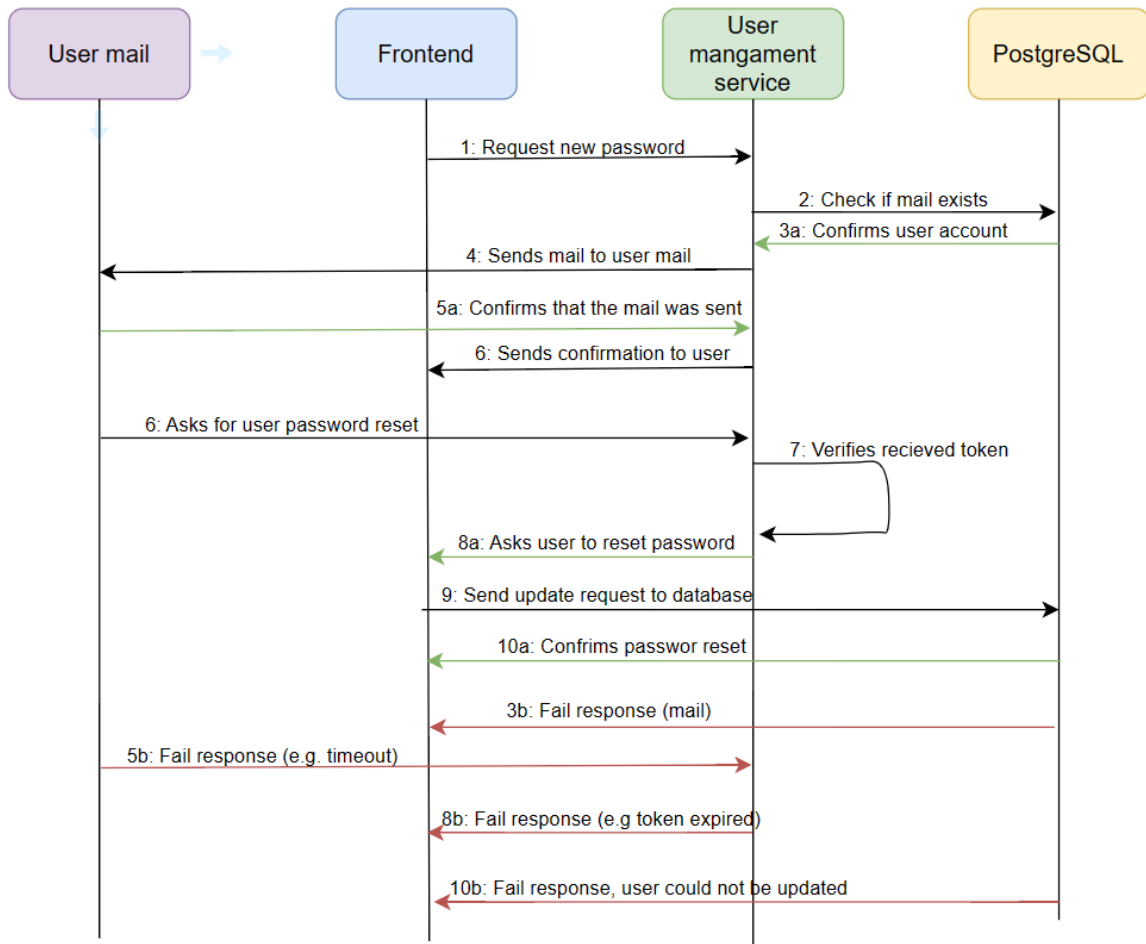 User mail
Frontend
User
mangament
service
PostgreSQL
1: Request new password
2: Check if mail exists
3a: Confirms user account
4: Sends mail to user mail
5a: Confirms that the mail was sent
6: Sends confirmation to user
6: Asks for user password reset
7: Verifies recieved token
8a: Asks user to reset password
9: Send update request to database
10a: Confrims passwor reset
3b: Fail response (mail)
5b: Fail response (e.g. timeout)
8b: Fail response (e.g token expired)
10b: Fail response, user could not be updated